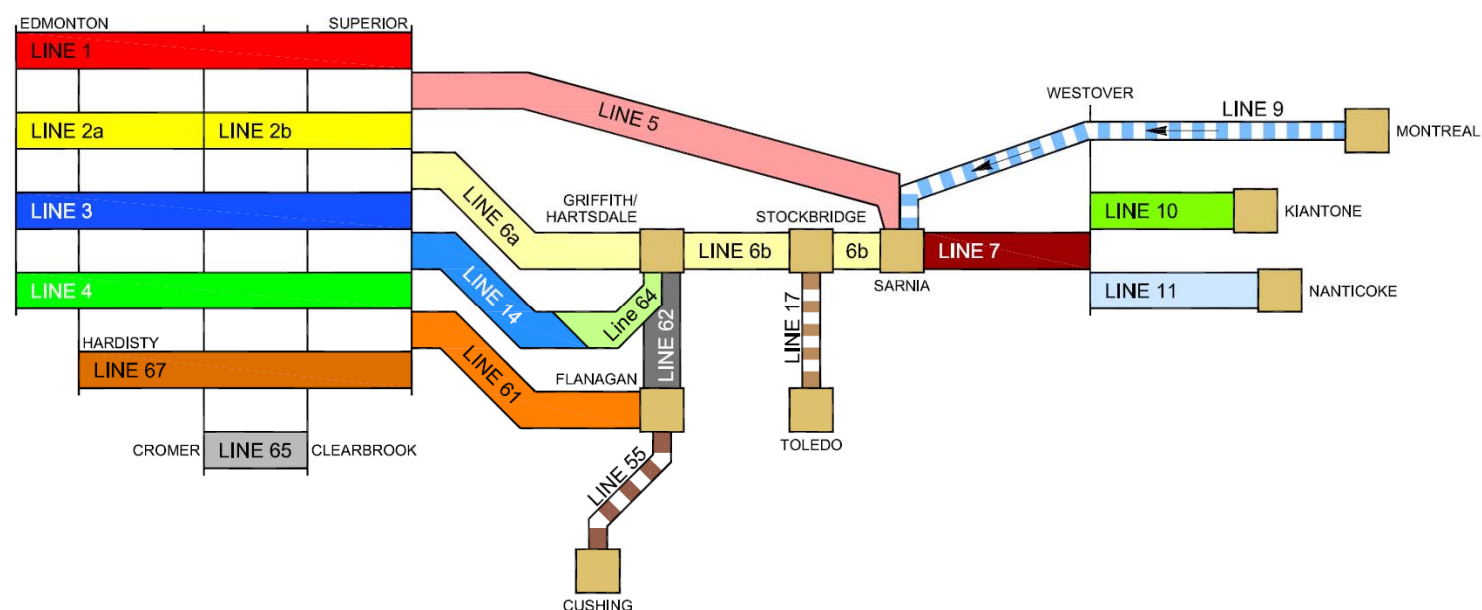 EDMONTON
SUPERIOR
LINE 1
LINE 5
WESTOVER
LINE 9
MONTREAL
LINE 2a
LINE 2b
LINE 3
LINE 6a
GRIFFITH/
HARTSDALE
STOCKBRIDGE
LINE 10
KIANTONE
LINE 6b
6b
LINE 7
SARNIA
LINE 4
LINE 14
Line 64
LINE 62
LINE 17
LINE 11
NANTICOKE
HARDISTY
LINE 67
LINE 61
FLANAGAN
TOLEDO
CROMER
LINE 65
CLEARBROOK
LINE 55
CUSHING